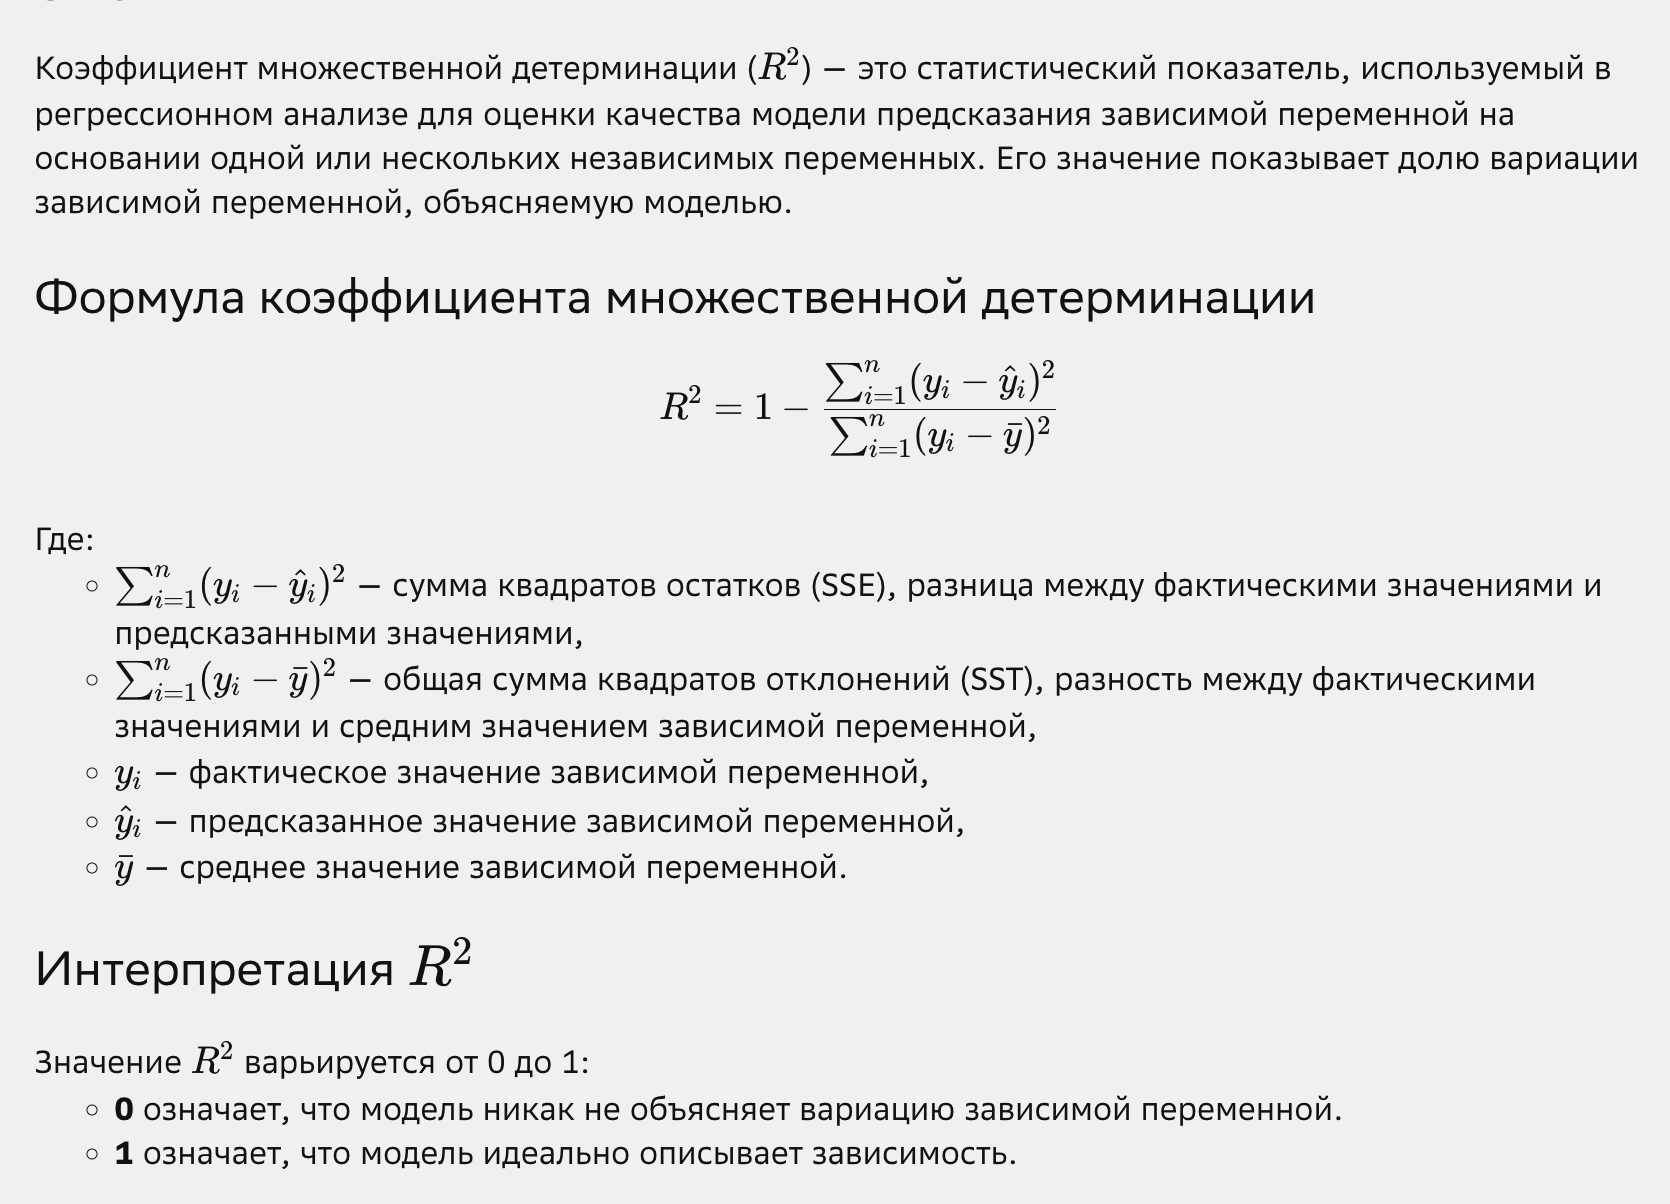 Коэффициент множественной детерминации (R²) — это статистический показатель, используемый в
регрессионном анализе для оценки качества модели предсказания зависимой переменной на
основании одной или нескольких независимых переменных. Его значение показывает долю вариации
зависимой переменной, объясняемую моделью.
Формула коэффициента множественной детерминации
$R^2 = 1 - \frac{\sum_{i=1}^{n}(y_i - \hat{y}_i)^2}{\sum_{i=1}^{n}(y_i - \bar{y})^2}$
Где:
◦ $\sum_{i=1}^{n}(y_i - \hat{y}_i)^2$ — сумма квадратов остатков (SSE), разница между фактическими значениями и
предсказанными значениями,
◦ $\sum_{i=1}^{n}(y_i - \bar{y})^2$ — общая сумма квадратов отклонений (SST), разность между фактическими
значениями и средним значением зависимой переменной,
◦ $y_i$ — фактическое значение зависимой переменной,
◦ $\hat{y}_i$ — предсказанное значение зависимой переменной,
◦ $\bar{y}$ — среднее значение зависимой переменной.
Интерпретация R²
Значение R² варьируется от 0 до 1:
◦ 0 означает, что модель никак не объясняет вариацию зависимой переменной.
◦ 1 означает, что модель идеально описывает зависимость.